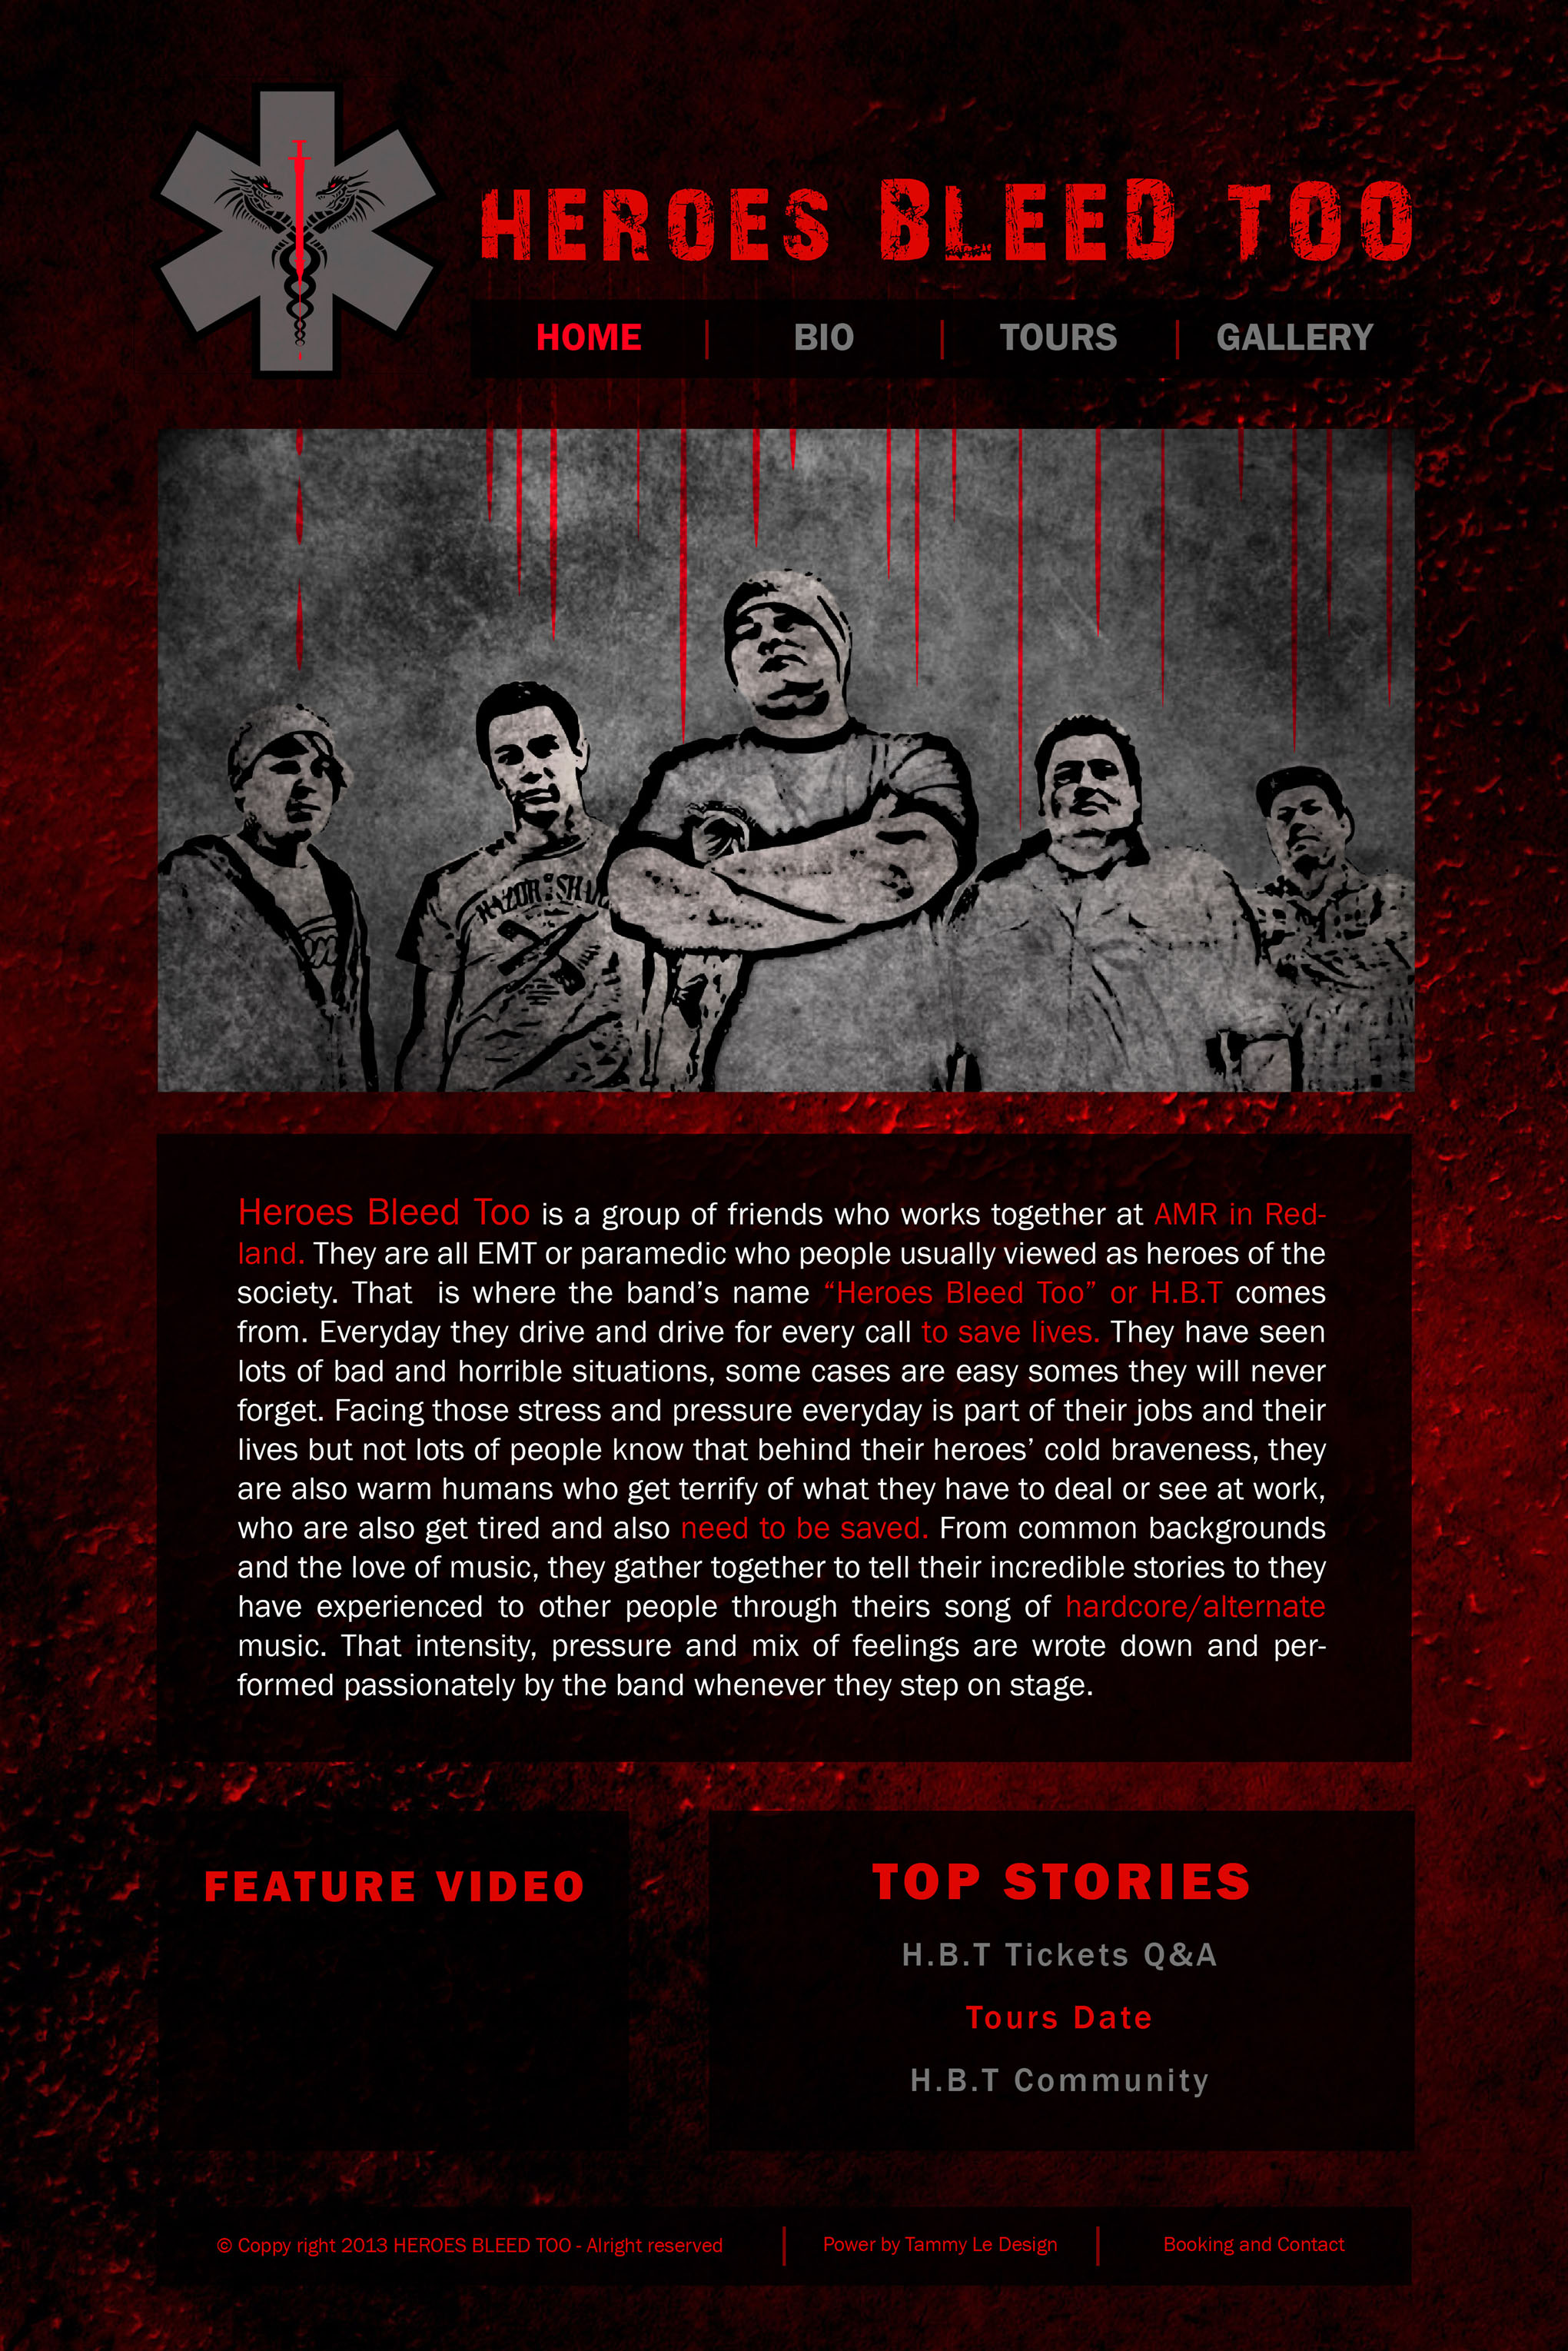 HEROES BLEED TOO
HOME | BIO | TOURS | GALLERY
RAZOR SHAR
Heroes Bleed Too is a group of friends who works together at AMR in Red-
land. They are all EMT or paramedic who people usually viewed as heroes of the
society. That is where the band’s name “Heroes Bleed Too” or H.B.T comes
from. Everyday they drive and drive for every call to save lives. They have seen
lots of bad and horrible situations, some cases are easy somes they will never
forget. Facing those stress and pressure everyday is part of their jobs and their
lives but not lots of people know that behind their heroes’ cold braveness, they
are also warm humans who get terrify of what they have to deal or see at work,
who are also get tired and also need to be saved. From common backgrounds
and the love of music, they gather together to tell their incredible stories to they
have experienced to other people through theirs song of hardcore/alternate
music. That intensity, pressure and mix of feelings are wrote down and per-
formed passionately by the band whenever they step on stage.
FEATURE VIDEO
TOP STORIES
H.B.T Tickets Q&A
Tours Date
H.B.T Community
© Coppy right 2013 HEROES BLEED TOO - Alright reserved | Power by Tammy Le Design | Booking and Contact